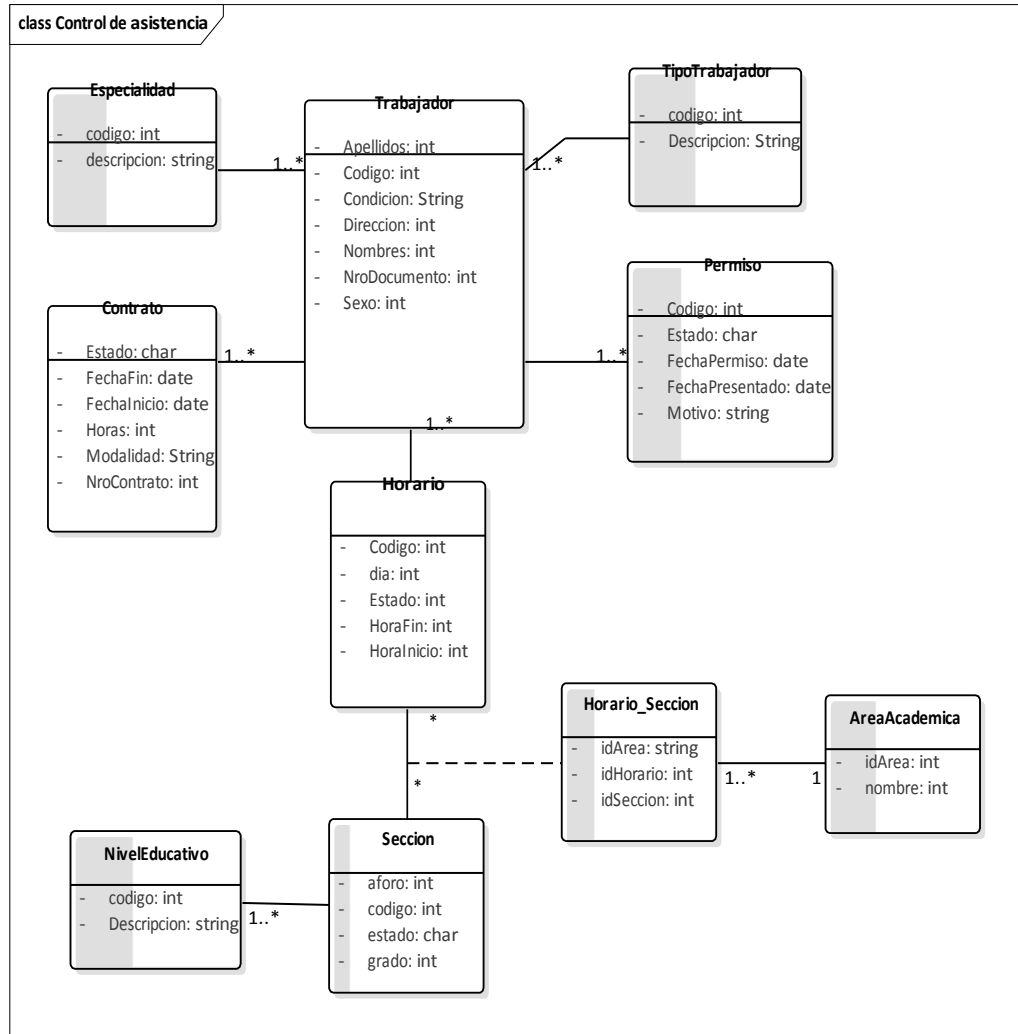 class Control de asistencia
Especialidad
- codigo: int
- descripcion: string
1..*
Trabajador
- Apellidos: int
- Codigo: int
- Condicion: String
- Direccion: int
- Nombres: int
- NroDocumento: int
- Sexo: int
1..*
TipoTrabajador
- codigo: int
- Descripcion: String
Contrato
- Estado: char
- FechaFin: date
- FechaInicio: date
- Horas: int
- Modalidad: String
- NroContrato: int
1..*
1..*
Permiso
- Codigo: int
- Estado: char
- FechaPermiso: date
- FechaPresentado: date
- Motivo: string
1..*
Horario
- Codigo: int
- dia: int
- Estado: int
- HoraFin: int
- HoraInicio: int
*
*
Horario_Seccion
- idArea: string
- idHorario: int
- idSeccion: int
1..*
1
AreaAcademica
- idArea: int
- nombre: int
NivelEducativo
- codigo: int
- Descripcion: string
1..*
Seccion
- aforo: int
- codigo: int
- estado: char
- grado: int